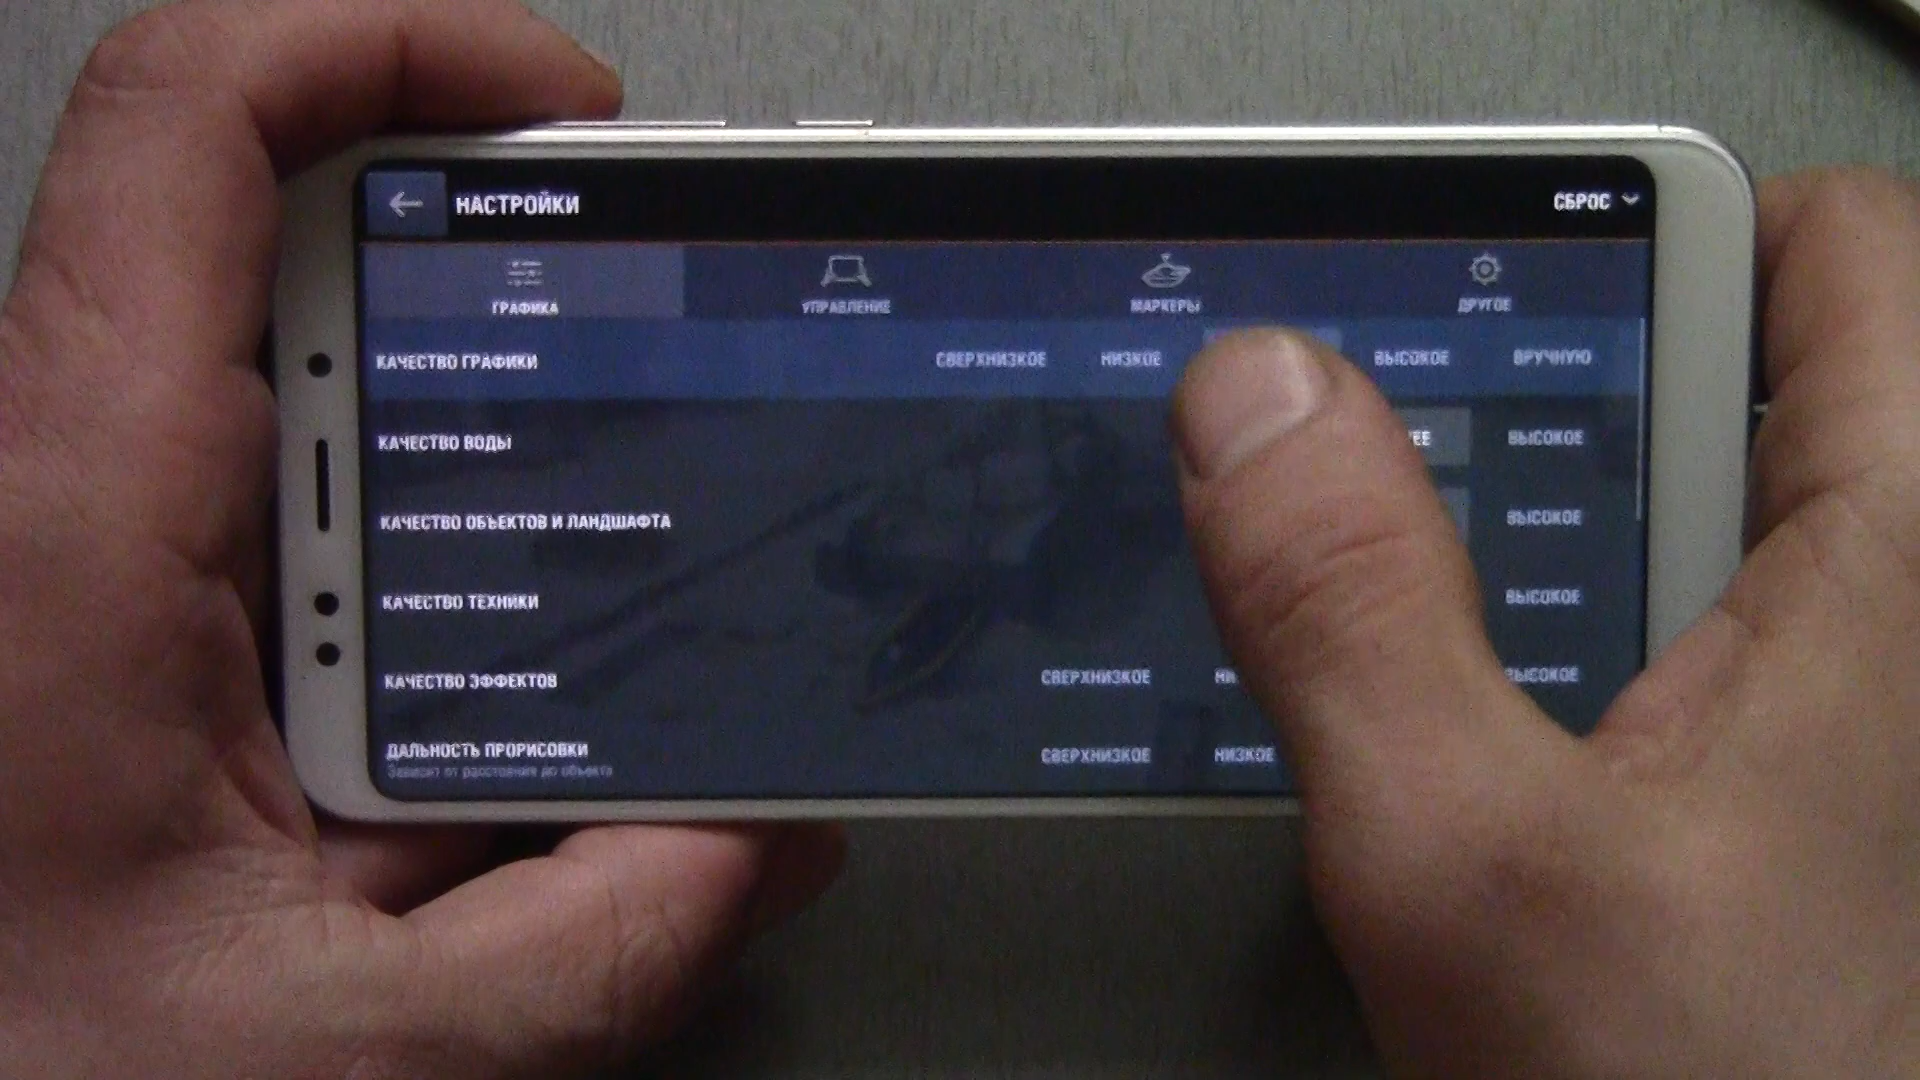 НАСТРОЙКИ
СБРОС
ГРАФИКА УПРАВЛЕНИЕ МАРКЕРЫ ДРУГОЕ
КАЧЕСТВО ГРАФИКИ СВЕРХНИЗКОЕ НИЗКОЕ ВЫСОКОЕ ВРУЧНУЮ
КАЧЕСТВО ВОДЫ ВЫСОКОЕ
КАЧЕСТВО ОБЪЕКТОВ И ЛАНДШАФТА ВЫСОКОЕ
КАЧЕСТВО ТЕХНИКИ ВЫСОКОЕ
КАЧЕСТВО ЭФФЕКТОВ СВЕРХНИЗКОЕ ВЫСОКОЕ
ДАЛЬНОСТЬ ПРОРИСОВКИ СВЕРХНИЗКОЕ НИЗКОЕ
Зависит от расстояния до объекта